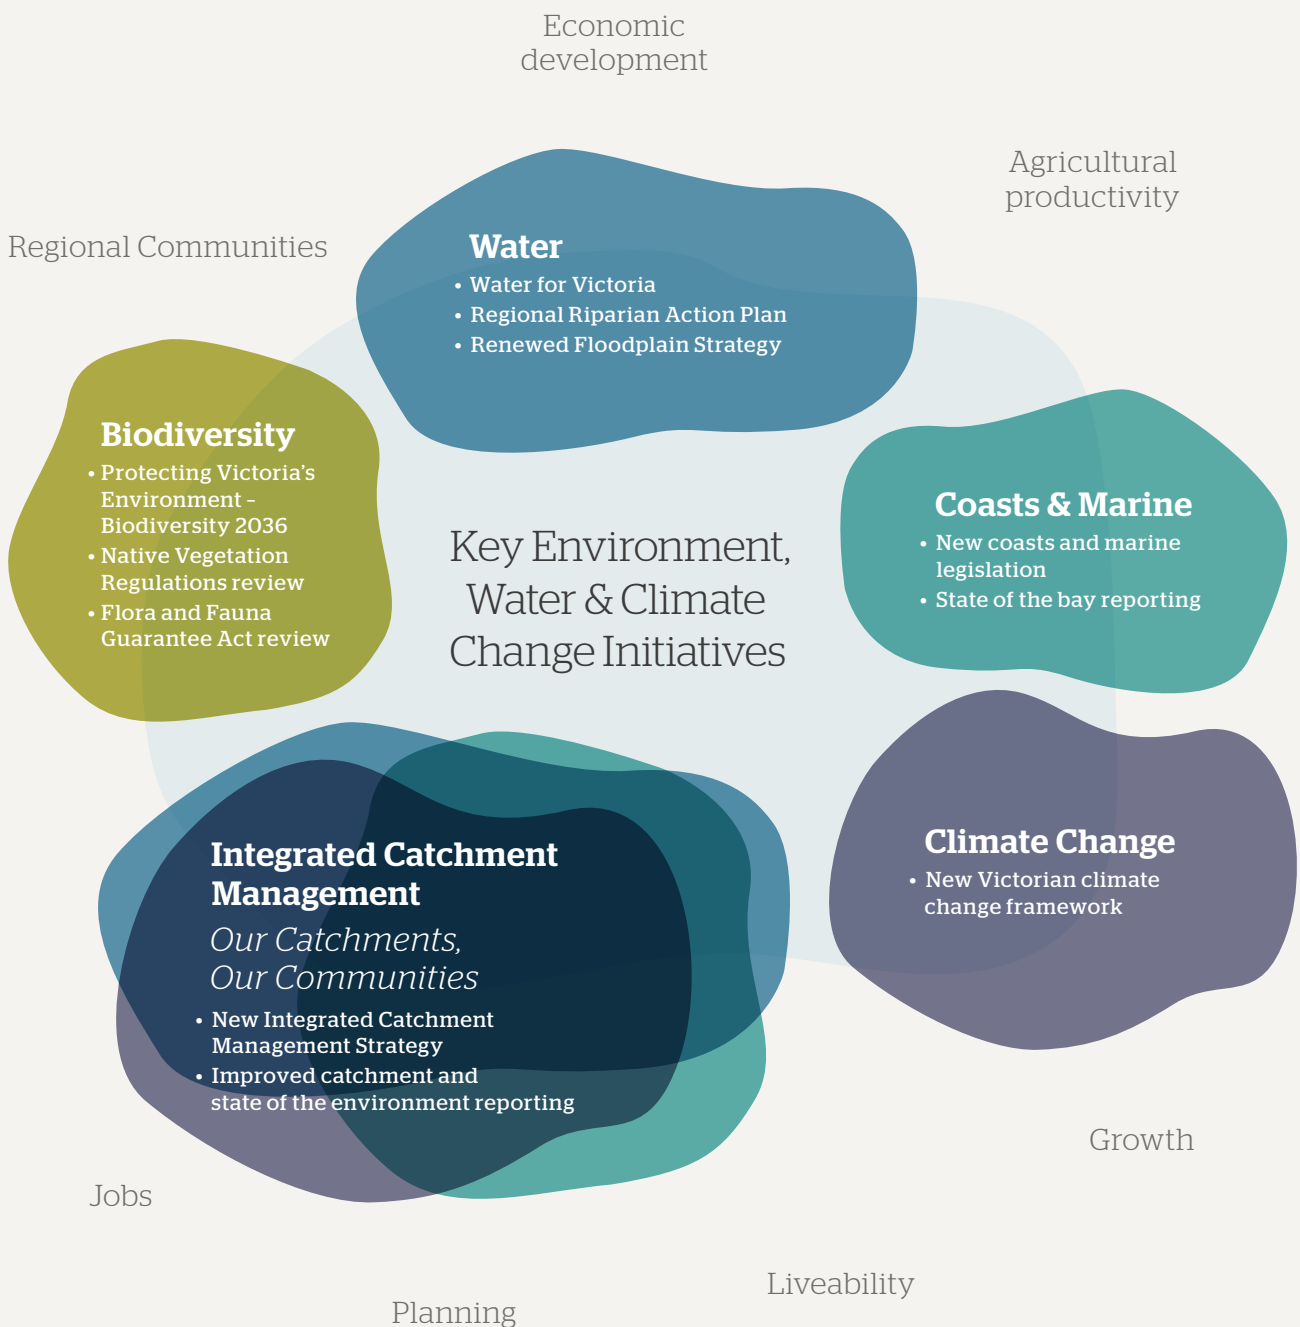 Economic
development
Agricultural
productivity
Regional Communities
Water
• Water for Victoria
• Regional Riparian Action Plan
• Renewed Floodplain Strategy
Biodiversity
• Protecting Victoria’s
Environment –
Biodiversity 2036
• Native Vegetation
Regulations review
• Flora and Fauna
Guarantee Act review
Key Environment,
Water & Climate
Change Initiatives
Coasts & Marine
• New coasts and marine
legislation
• State of the bay reporting
Integrated Catchment
Management
Our Catchments,
Our Communities
• New Integrated Catchment
Management Strategy
• Improved catchment and
state of the environment reporting
Climate Change
• New Victorian climate
change framework
Growth
Jobs
Liveability
Planning